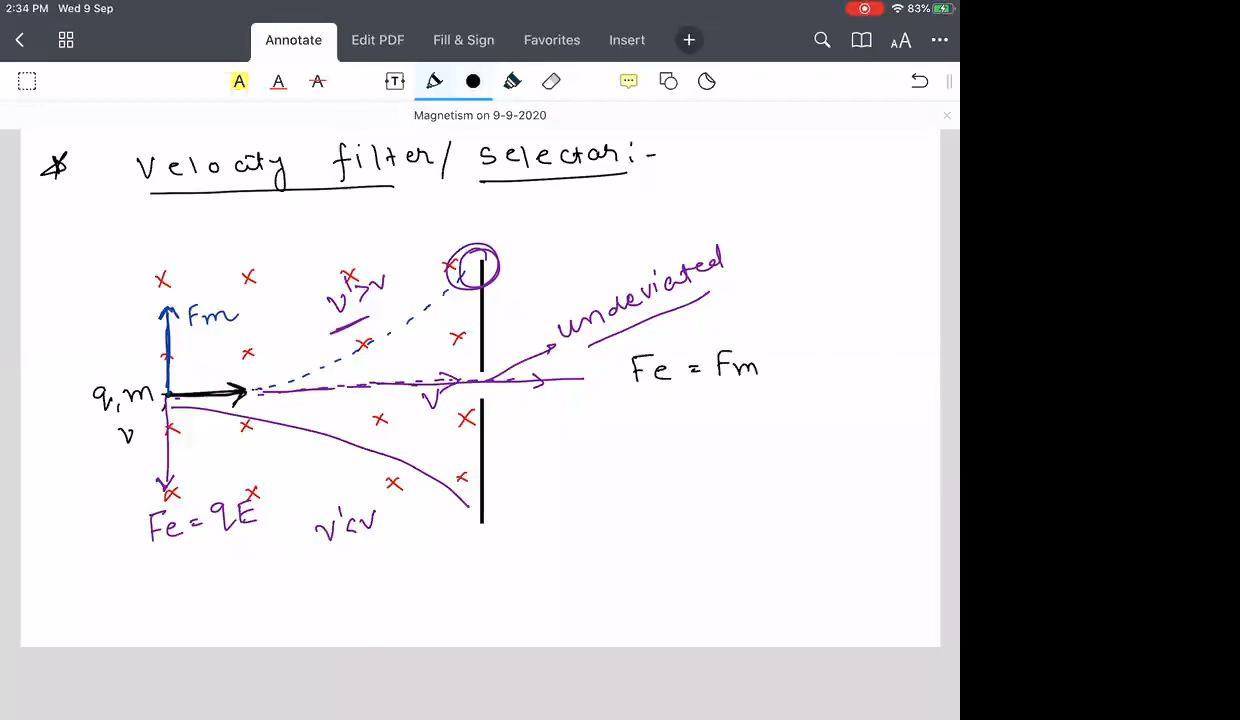 2:34 PM Wed 9 Sep
83%
Annotate Edit PDF Fill & Sign Favorites Insert
A A A T
AA
Magnetism on 9-9-2020
Velocity filter/ selector:-
v'>v
Fm
undeviated
Fe = Fm
q,m
v
v
Fe = qE
v'<v